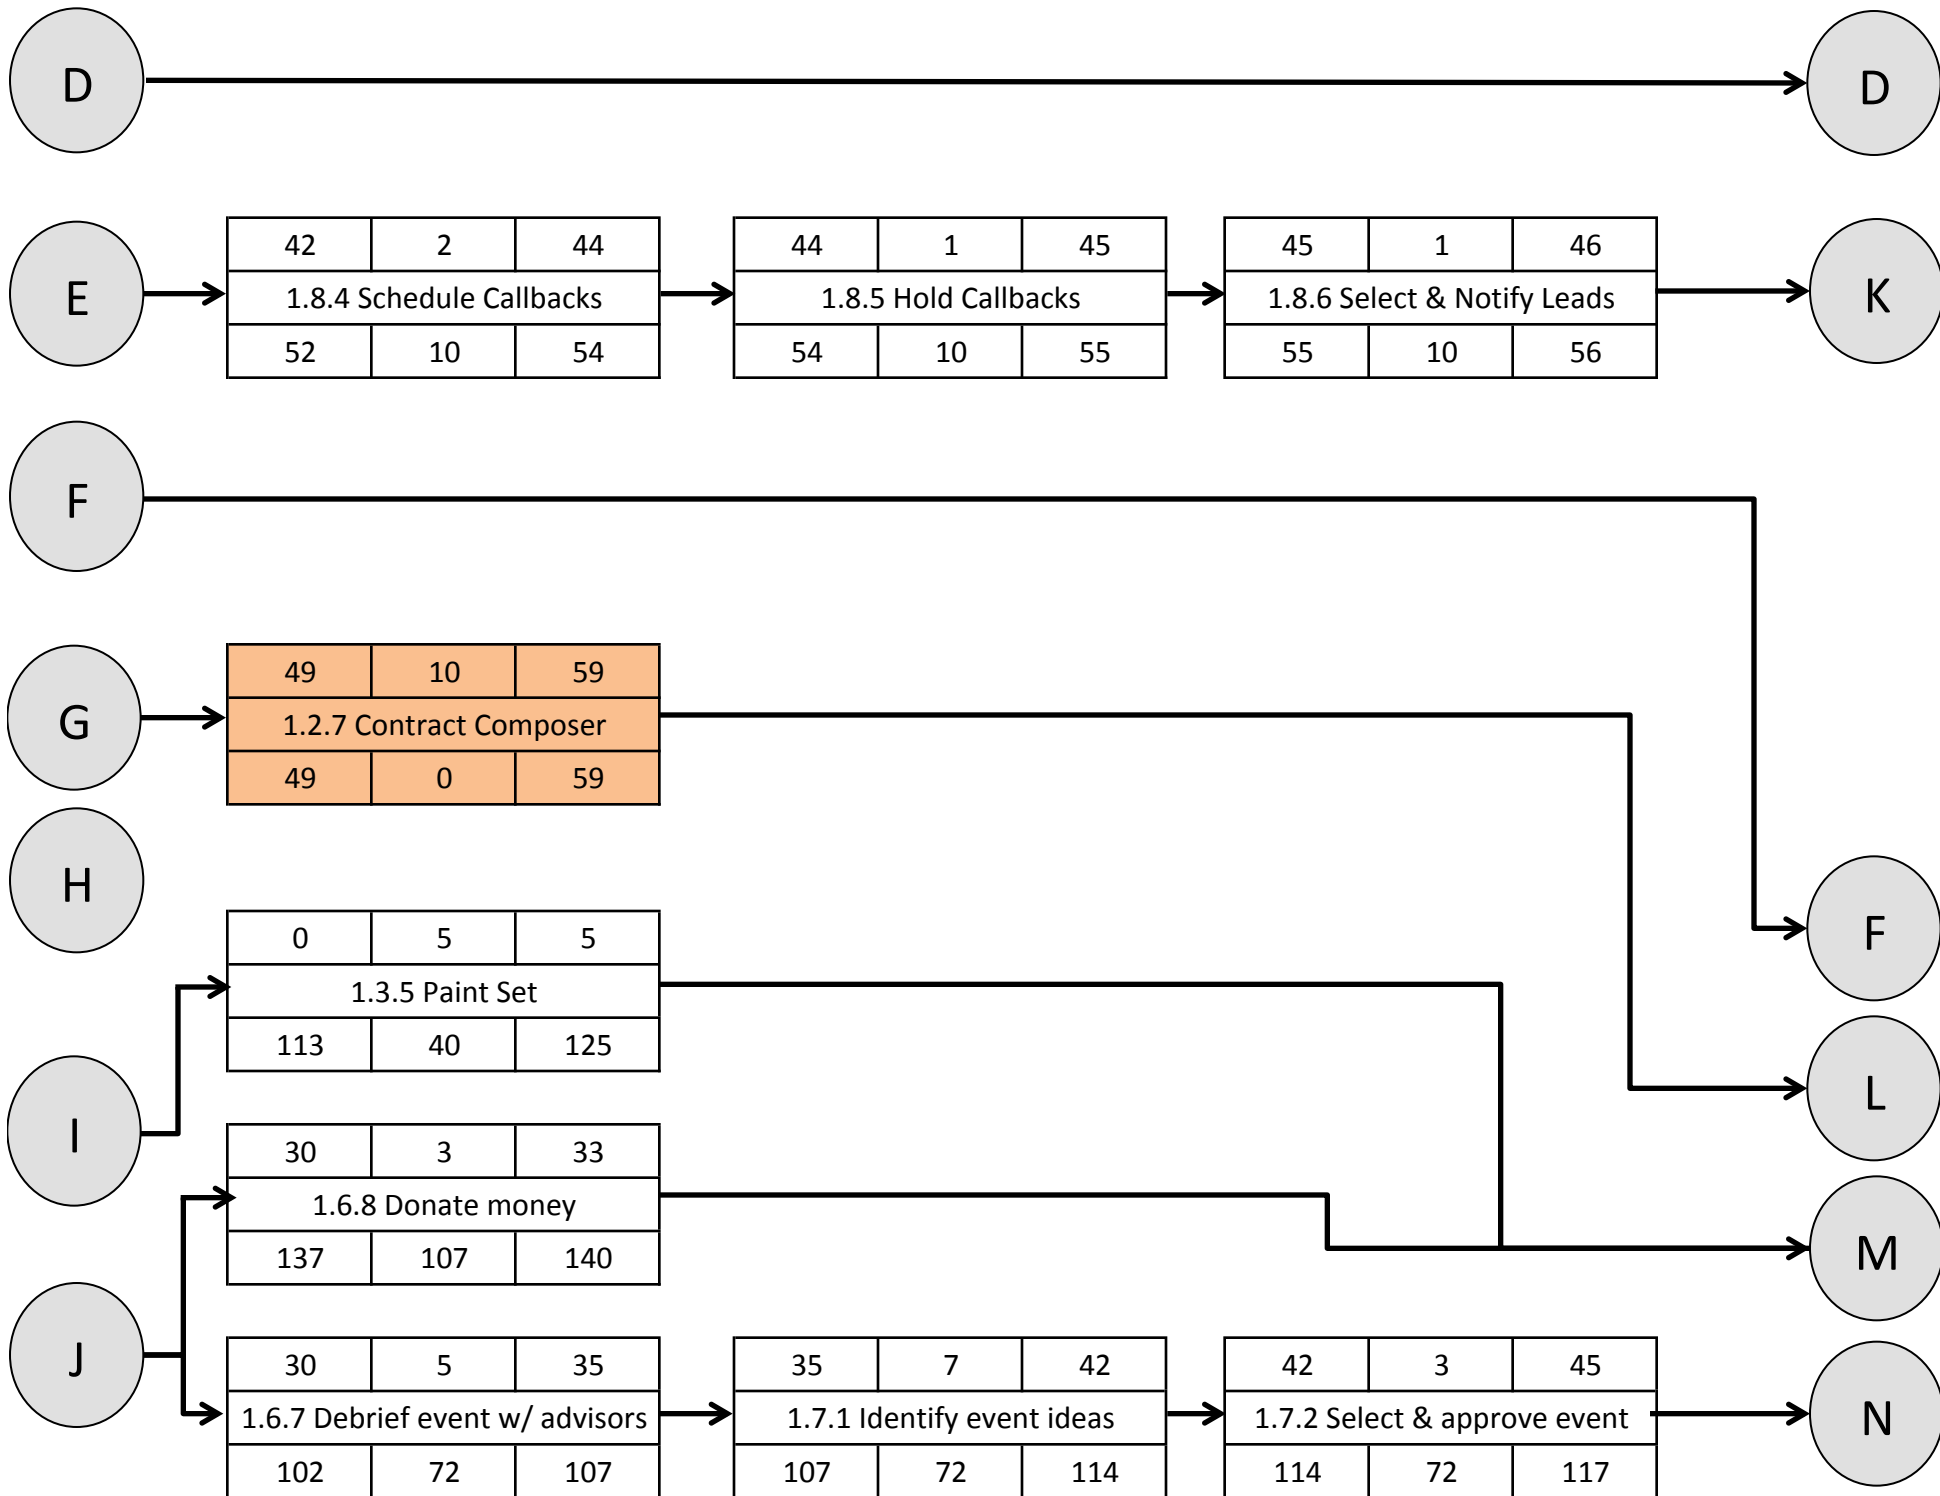 D D
42 2 44 44 1 45 45 1 46
E 1.8.4 Schedule Callbacks 1.8.5 Hold Callbacks 1.8.6 Select & Notify Leads K
52 10 54 54 10 55 55 10 56
F
49 10 59
G 1.2.7 Contract Composer
49 0 59
H
0 5 5
F
1.3.5 Paint Set
113 40 125
L
I
30 3 33
1.6.8 Donate money
M
137 107 140
J
30 5 35 35 7 42 42 3 45
1.6.7 Debrief event w/ advisors 1.7.1 Identify event ideas 1.7.2 Select & approve event N
102 72 107 107 72 114 114 72 117